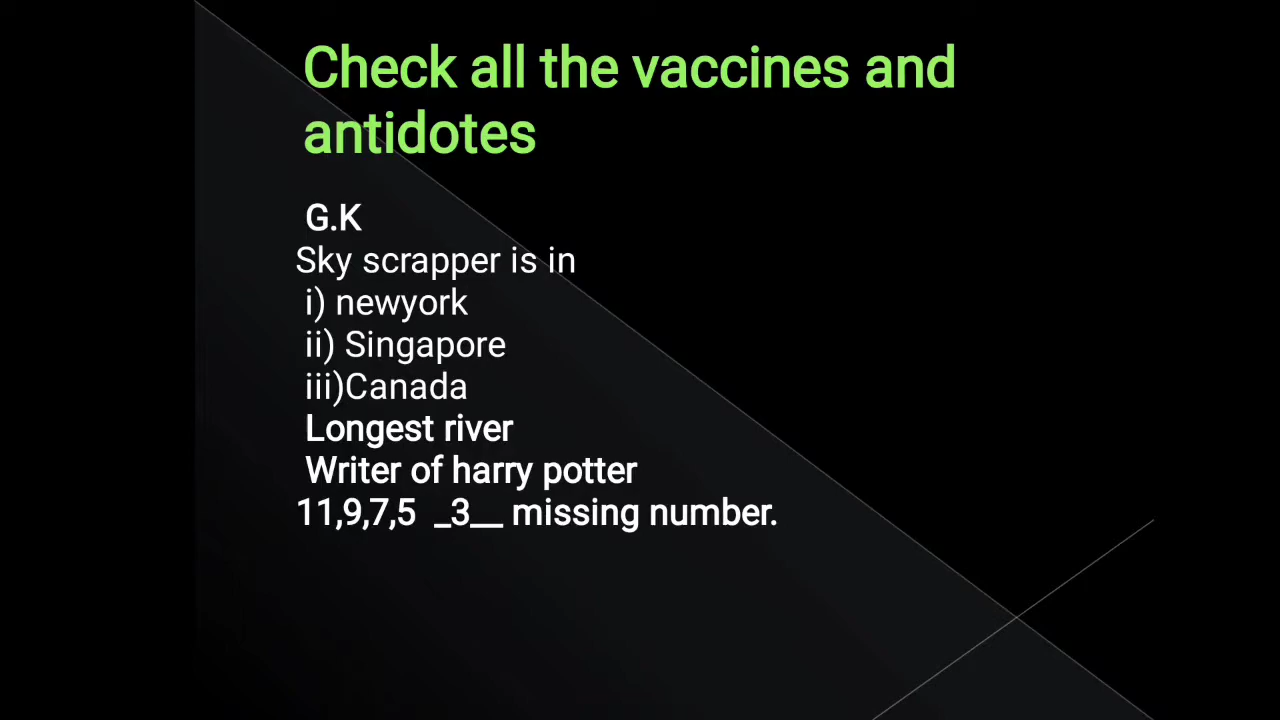 Check all the vaccines and
antidotes
G.K
Sky scrapper is in
i) newyork
ii) Singapore
iii)Canada
Longest river
Writer of harry potter
11,9,7,5 _3__ missing number.